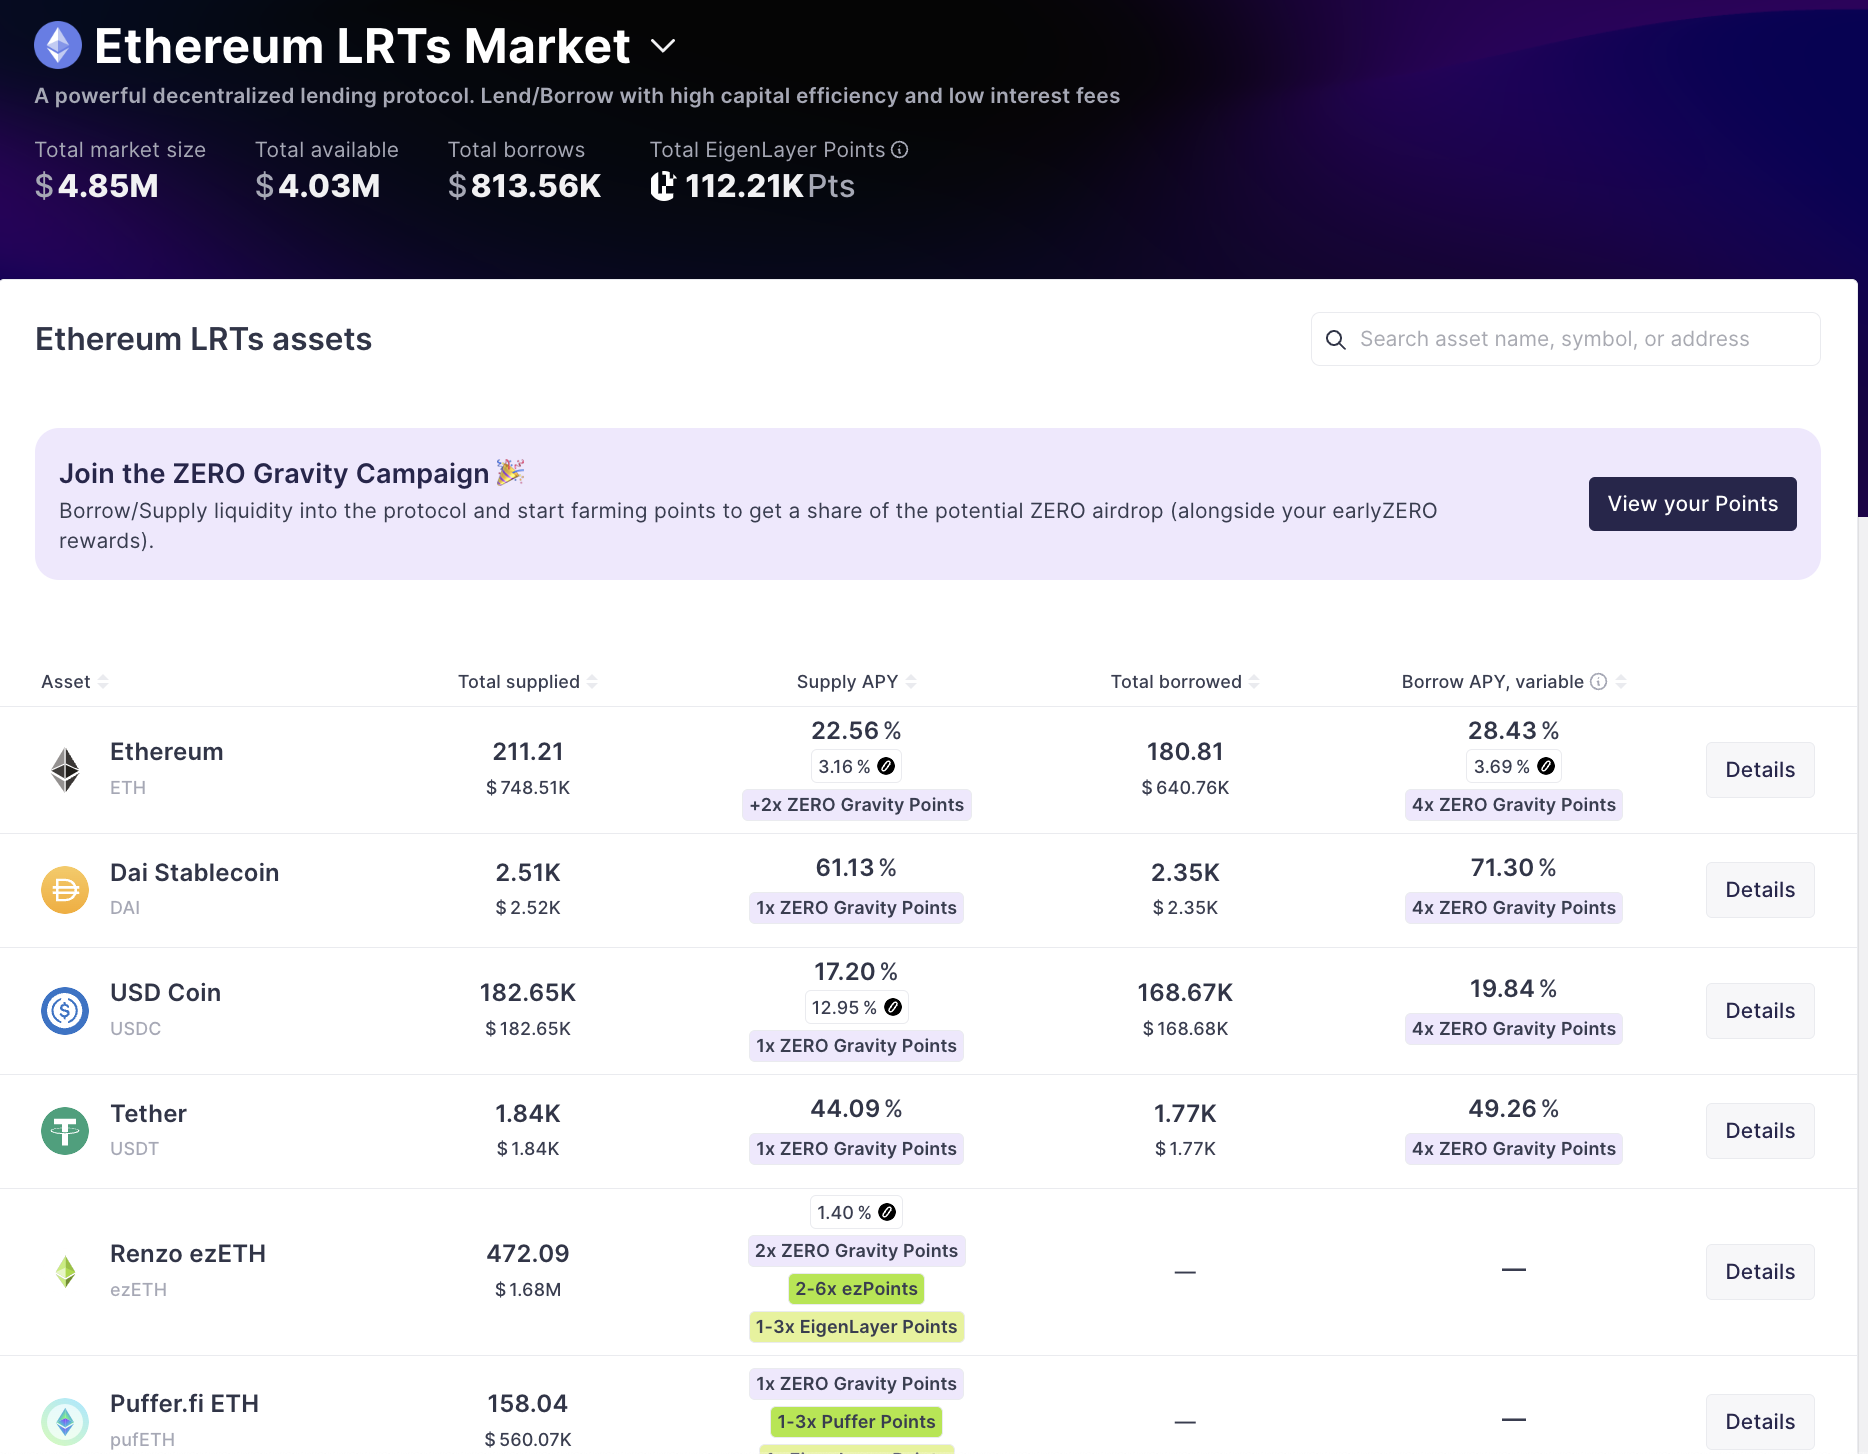 Ethereum LRTs Market
A powerful decentralized lending protocol. Lend/Borrow with high capital efficiency and low interest fees
Total market size
Total available
Total borrows
Total EigenLayer Points
$4.85M
$4.03M
$813.56K
112.21K Pts
Ethereum LRTs assets
Search asset name, symbol, or address
Join the ZERO Gravity Campaign🎉
Borrow/Supply liquidity into the protocol and start farming points to get a share of the potential ZERO airdrop (alongside your earlyZERO
rewards).
View your Points
Asset
Total supplied
Supply APY
Total borrowed
Borrow APY, variable
Ethereum
ETH
211.21
$748.51K
22.56%
3.16%
+2x ZERO Gravity Points
180.81
$640.76K
28.43%
3.69%
4x ZERO Gravity Points
Details
Dai Stablecoin
DAI
2.51K
$2.52K
61.13%
1x ZERO Gravity Points
2.35K
$2.35K
71.30%
4x ZERO Gravity Points
Details
USD Coin
USDC
182.65K
$182.65K
17.20%
12.95%
1x ZERO Gravity Points
168.67K
$168.68K
19.84%
4x ZERO Gravity Points
Details
Tether
USDT
1.84K
$1.84K
44.09%
1x ZERO Gravity Points
1.77K
$1.77K
49.26%
4x ZERO Gravity Points
Details
Renzo ezETH
ezETH
472.09
$1.68M
1.40%
2x ZERO Gravity Points
2-6x ezPoints
1-3x EigenLayer Points
—
—
Details
Puffer.fi ETH
pufETH
158.04
$560.07K
1x ZERO Gravity Points
1-3x Puffer Points
—
—
Details